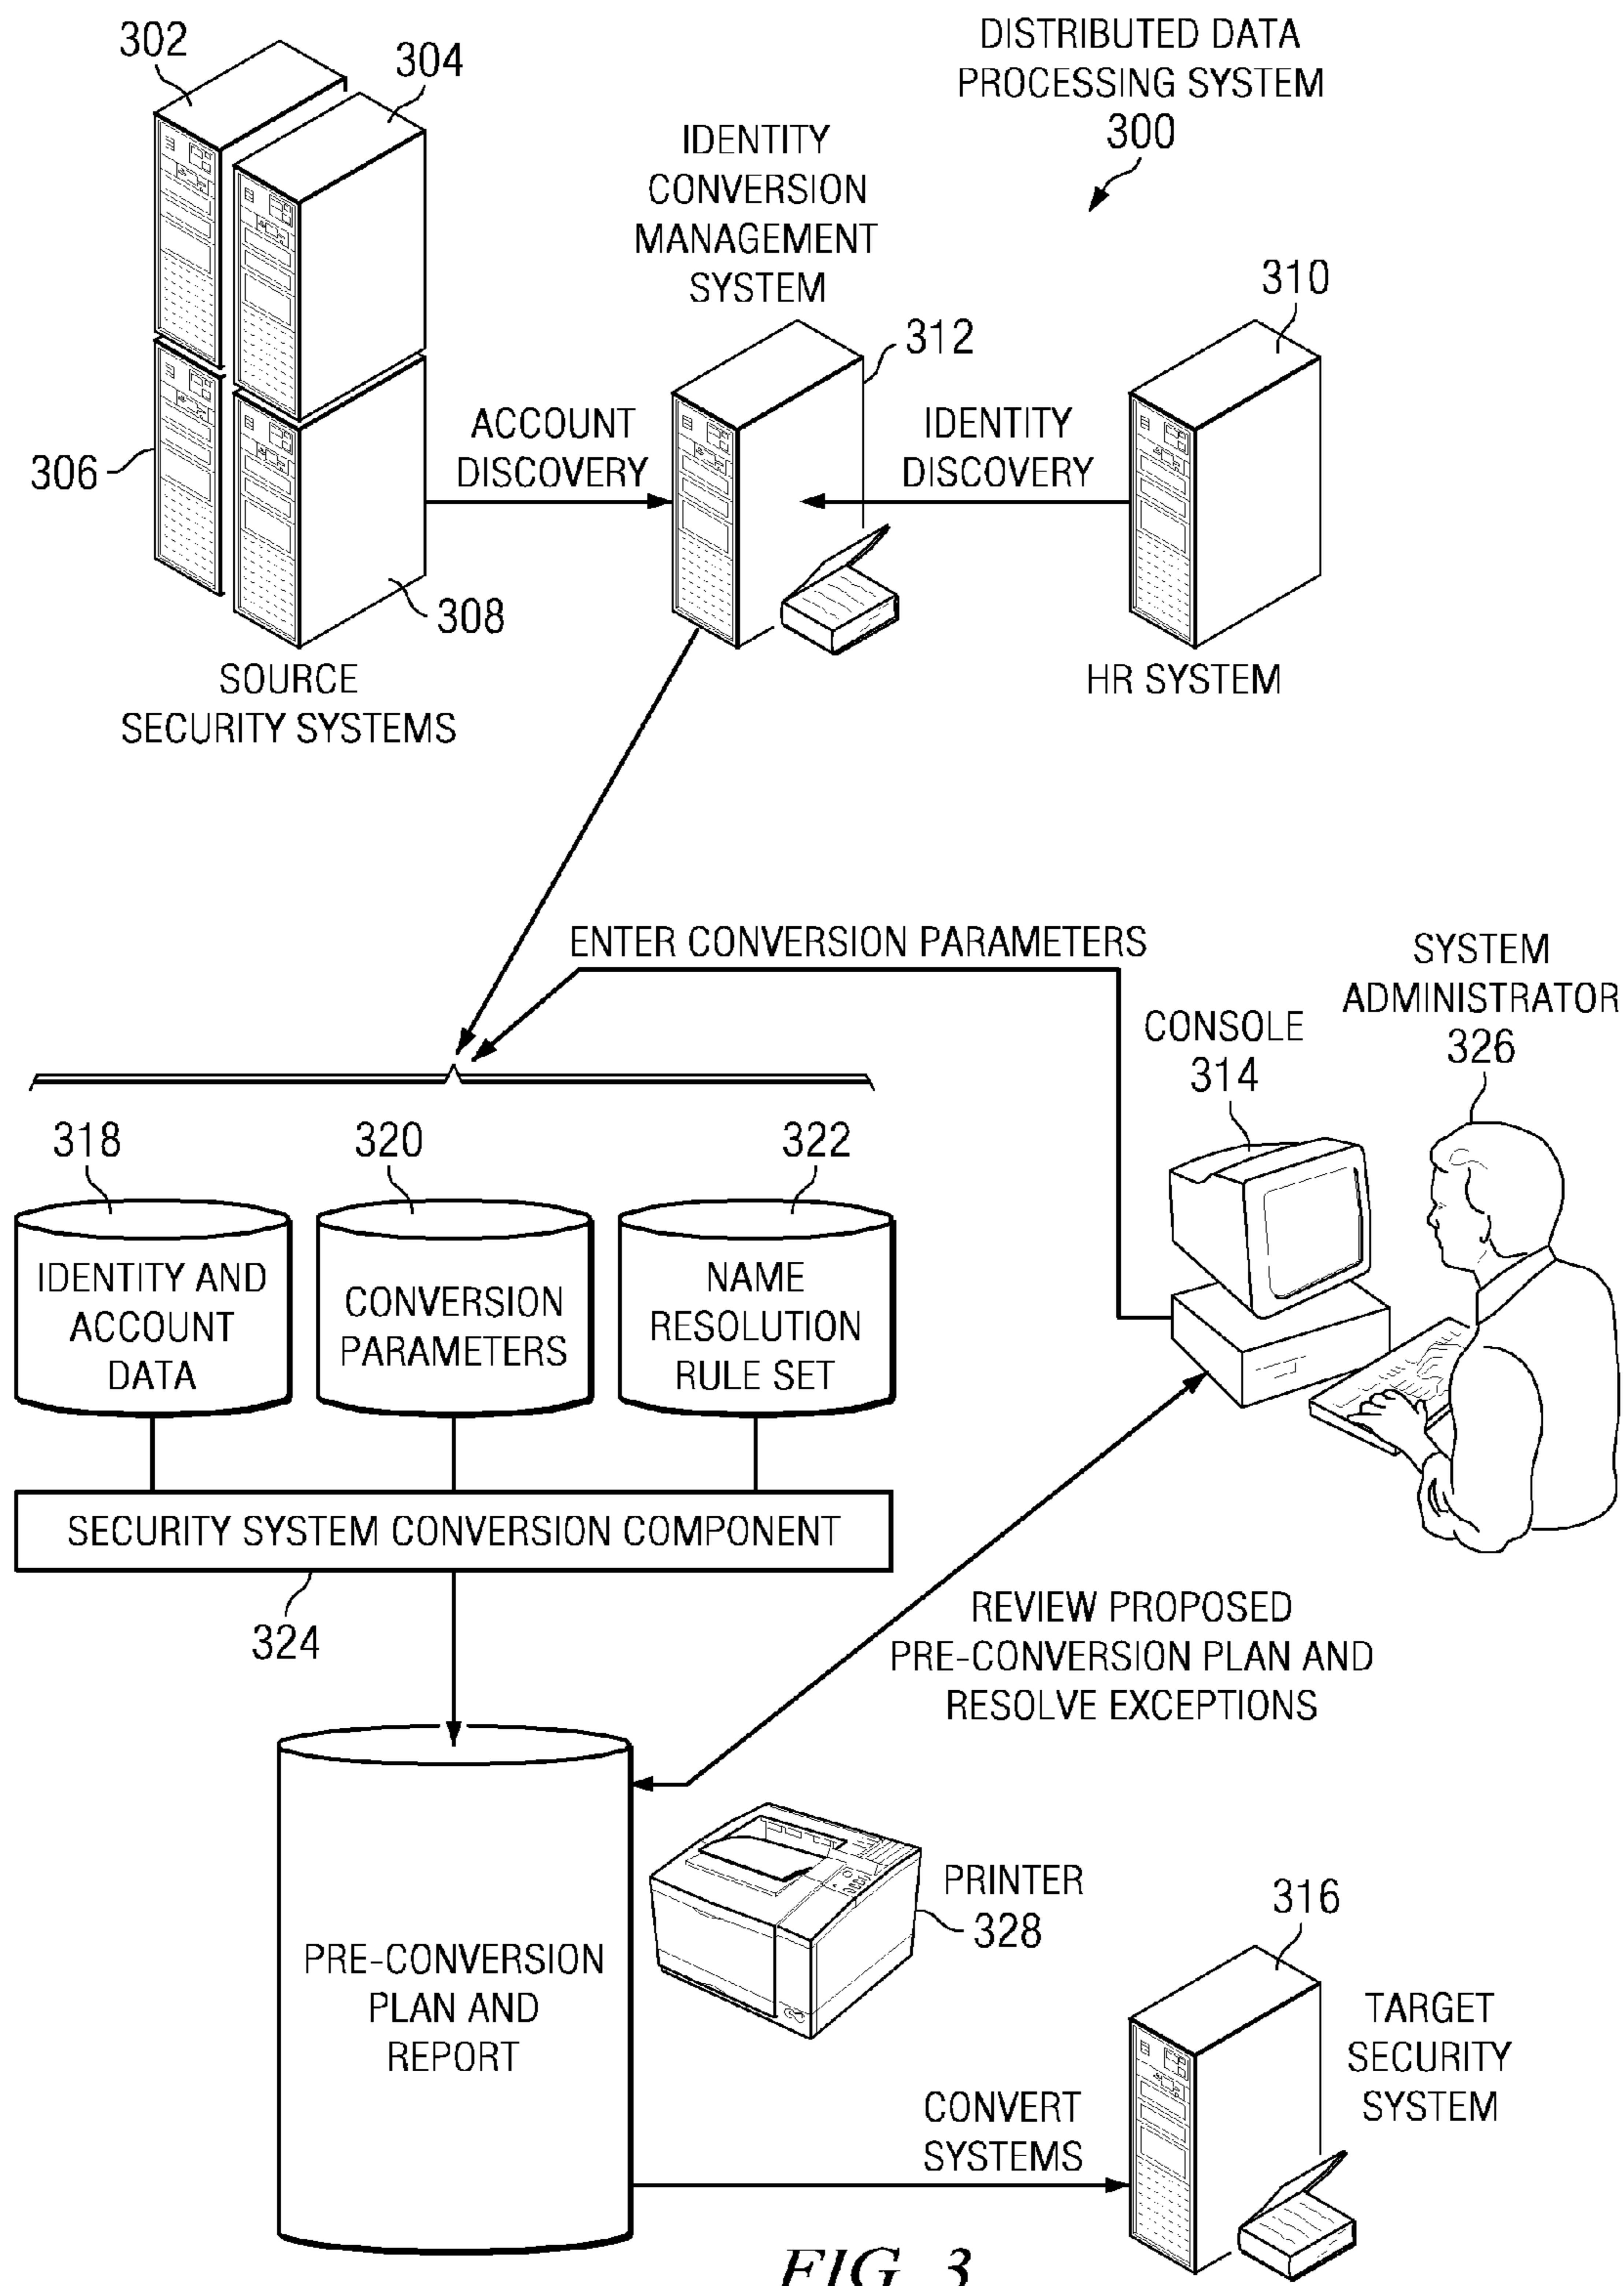 302
304
DISTRIBUTED DATA
PROCESSING SYSTEM
300
IDENTITY
CONVERSION
MANAGEMENT
SYSTEM
310
312
ACCOUNT
DISCOVERY
IDENTITY
DISCOVERY
306
308
SOURCE
SECURITY SYSTEMS
HR SYSTEM
ENTER CONVERSION PARAMETERS
SYSTEM
ADMINISTRATOR
326
CONSOLE
314
318
320
322
IDENTITY AND
ACCOUNT
DATA
CONVERSION
PARAMETERS
NAME
RESOLUTION
RULE SET
SECURITY SYSTEM CONVERSION COMPONENT
324
REVIEW PROPOSED
PRE-CONVERSION PLAN AND
RESOLVE EXCEPTIONS
PRINTER
328
316
PRE-CONVERSION
PLAN AND
REPORT
TARGET
SECURITY
SYSTEM
CONVERT
SYSTEMS
FIG. 3